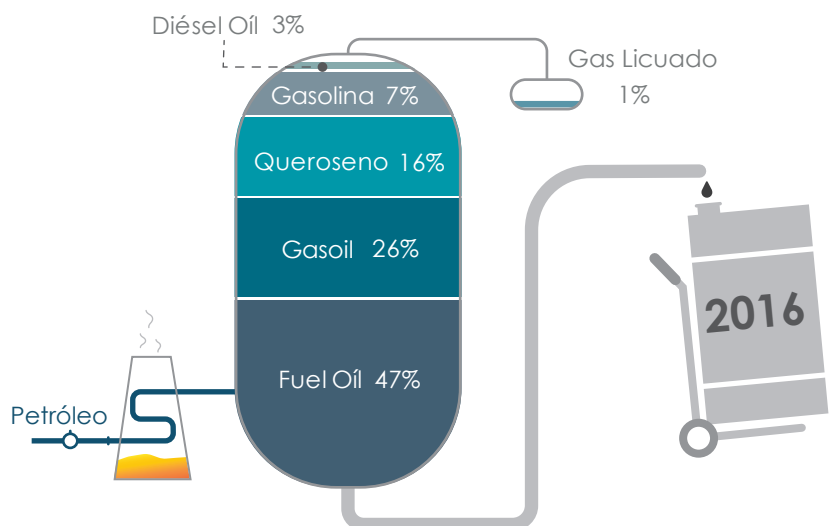 Diésel Oíl 3%
Gas Licuado
1%
Gasolina 7%
Queroseno 16%
Gasoil 26%
2016
Fuel Oíl 47%
Petróleo